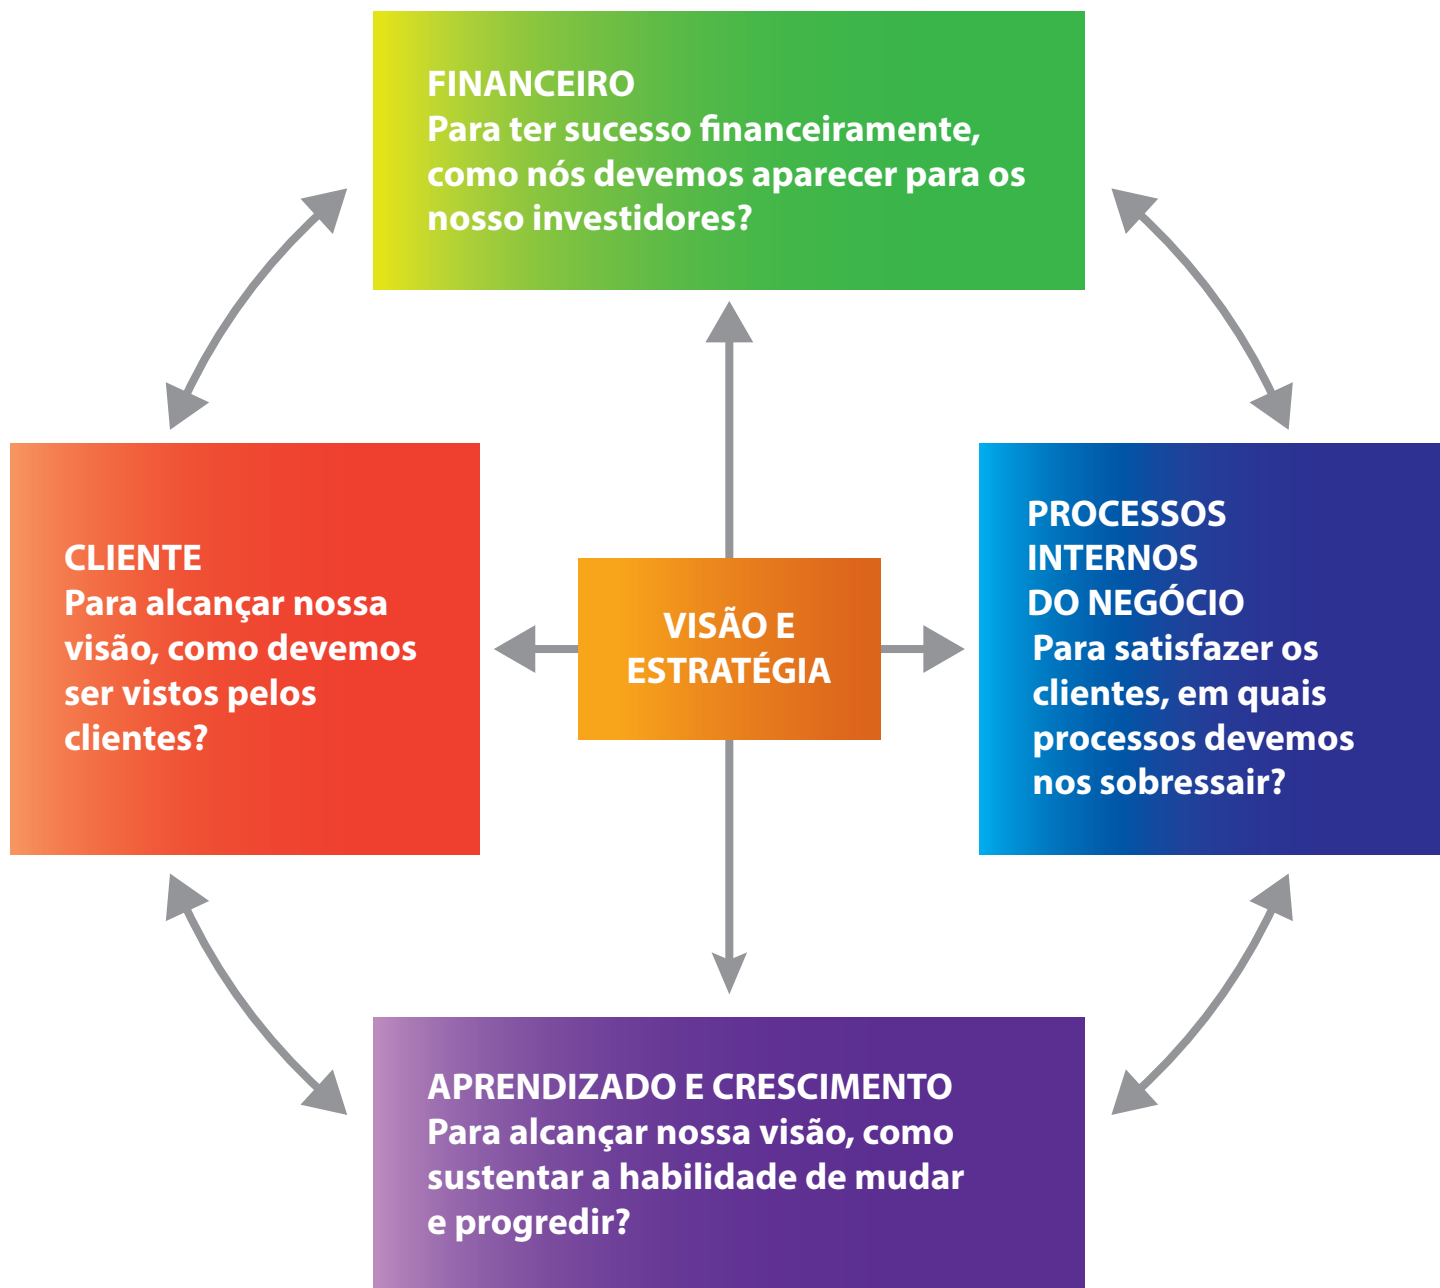 FINANCEIRO
Para ter sucesso financeiramente,
como nós devemos aparecer para os
nosso investidores?
CLIENTE
Para alcançar nossa
visão, como devemos
ser vistos pelos
clientes?
VISÃO E
ESTRATÉGIA
PROCESSOS
INTERNOS
DO NEGÓCIO
Para satisfazer os
clientes, em quais
processos devemos
nos sobressair?
APRENDIZADO E CRESCIMENTO
Para alcançar nossa visão, como
sustentar a habilidade de mudar
e progredir?